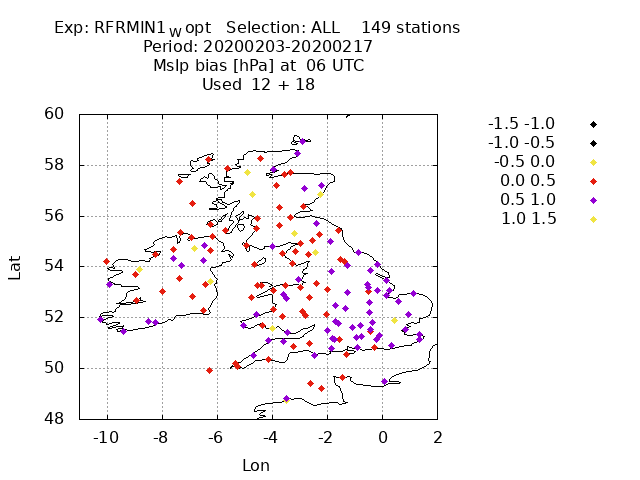 Exp: RFRMIN1 w opt Selection: ALL 149 stations
Period: 20200203-20200217
Mslp bias [hPa] at 06 UTC
Used 12 + 18
-1.5 -1.0
-1.0 -0.5
-0.5 0.0
0.0 0.5
0.5 1.0
1.0 1.5
60
58
56
54
52
50
48
Lat
-10 -8 -6 -4 -2 0 2
Lon